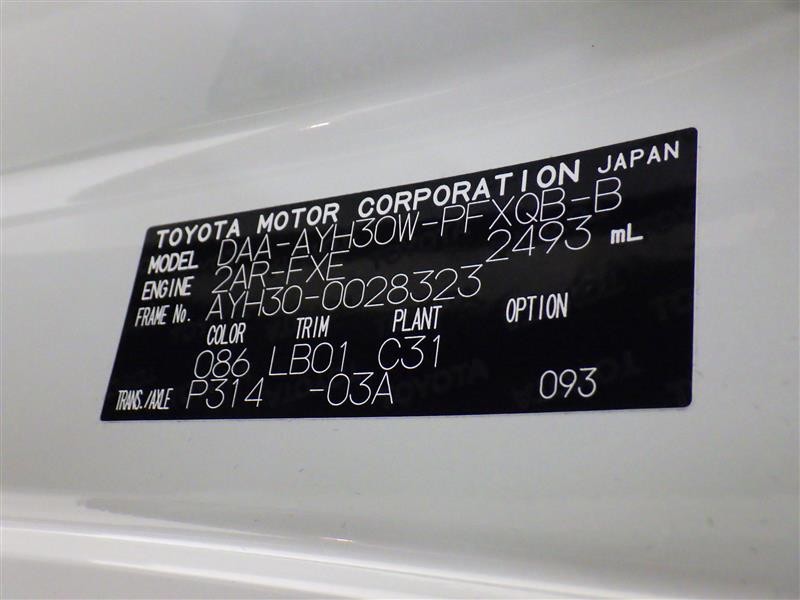 TOYOTA MOTOR CORPORATION JAPAN
MODEL DAA-AYH30W-PFXQB-B
ENGINE 2AR-FXE 2493 mL
FRAME No. AYH30-0028323
COLOR TRIM PLANT OPTION
086 LB01 C31
TRANS./AXLE P314 -03A 093